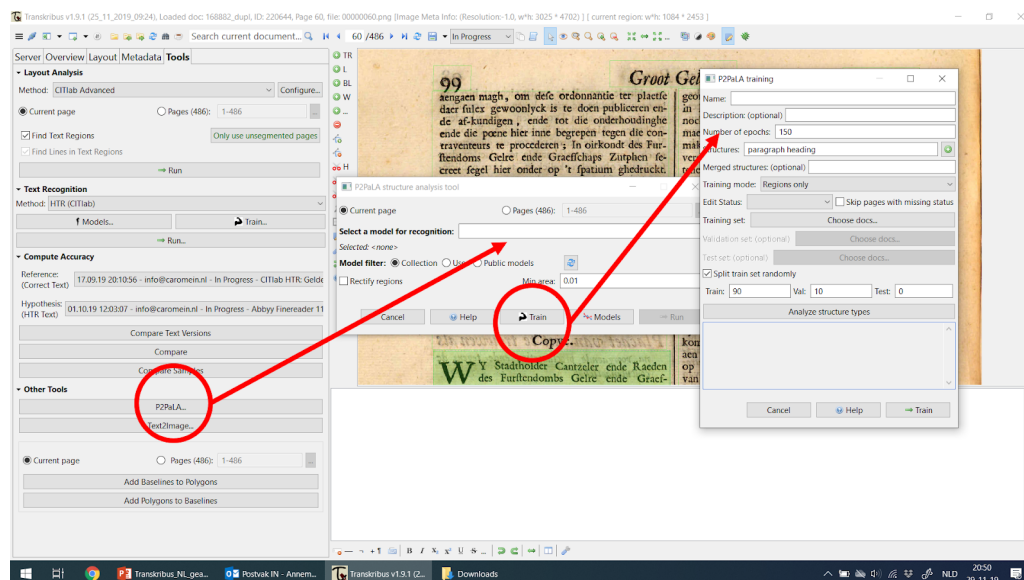 Transkribus v1.9.1 (25_11_2019_09:24), Loaded doc: 168882_dupl, ID: 220644, Page 60, file: 00000060.png [Image Meta Info: (Resolution:-1.0, w*h: 3025 * 4702) ] [ current region: w*h: 1084 * 2453 ]
Search current document... 60 /486 In Progress
Server Overview Layout Metadata Tools
Layout Analysis
Method: CITlab Advanced Configure...
Current page Pages (486): 1-486 ...
Find Text Regions Only use unsegmented pages
Find Lines in Text Regions
Run
Text Recognition
Method: HTR (CITlab)
Models... Train...
Run...
Compute Accuracy
Reference:
(Correct Text) 17.09.19 20:10:56 - info@caromein.nl - In Progress - CITlab HTR: Gelde
Hypothesis:
(HTR Text) 01.10.19 12:03:07 - info@caromein.nl - In Progress - Abbyy Finereader 11
Compare Text Versions
Compare
Compare Samples
Other Tools
P2PaLA...
Text2Image...
Current page Pages (486): 1-486 ...
Add Baselines to Polygons
Add Polygons to Baselines
TR
L
BL
W
...
H
99 Groot Gel
aengaen magh, om dese ordonnantie ter plaetse
daer sulcx gewoonlyck is te doen publiceren en-
de af-kundigen, ende tot die onderhoudinghe
ende die pœne hier inne begrepen tegen die con-
traventeurs te procederen; In oirkondt des Fur-
stendoms Gelre ende Graeffchaps Zutphen se-
creet segel hier onder op 't spatium ghedruckt.
Copye.
WY Stadtholder Cantzeler ende Raeden
des Furstendombs Gelre ende Graef-
P2PaLA structure analysis tool
Current page Pages (486): 1-486
Select a model for recognition:
Selected: <none>
Model filter: Collection Public models
Rectify regions Min area: 0.01
Cancel Help Train Models Run
P2PaLA training
Name:
Description: (optional)
Number of epochs: 150
Structures: paragraph heading
Merged structures: (optional)
Training mode: Regions only
Edit Status: Skip pages with missing status
Training set: Choose docs...
Validation set (optional) Choose docs...
Test set (optional) Choose docs...
Split train set randomly
Train: 90 Val: 10 Test: 0
Analyze structure types
Cancel Help Train
B I X₁ X² U S ...
Transkribus_NL_gea... Postvak IN - Annem... Transkribus v1.9.1 (2... Downloads
NLD 20:50